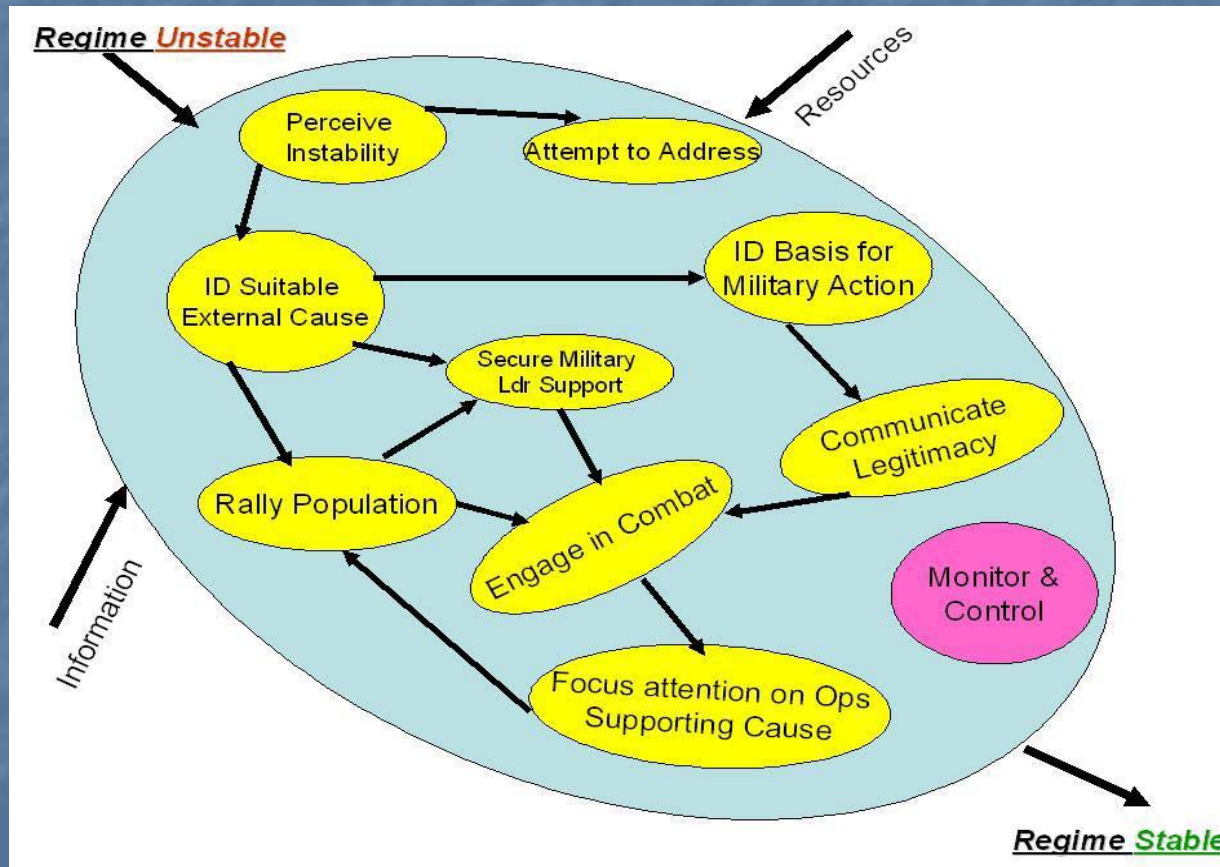 Regime Unstable
Resources
Perceive
Instability
Attempt to Address
ID Suitable
External Cause
ID Basis for
Military Action
Secure Military
Ldr Support
Communicate
Legitimacy
Rally Population
Engage in Combat
Monitor &
Control
Information
Focus attention on Ops
Supporting Cause
Regime Stable